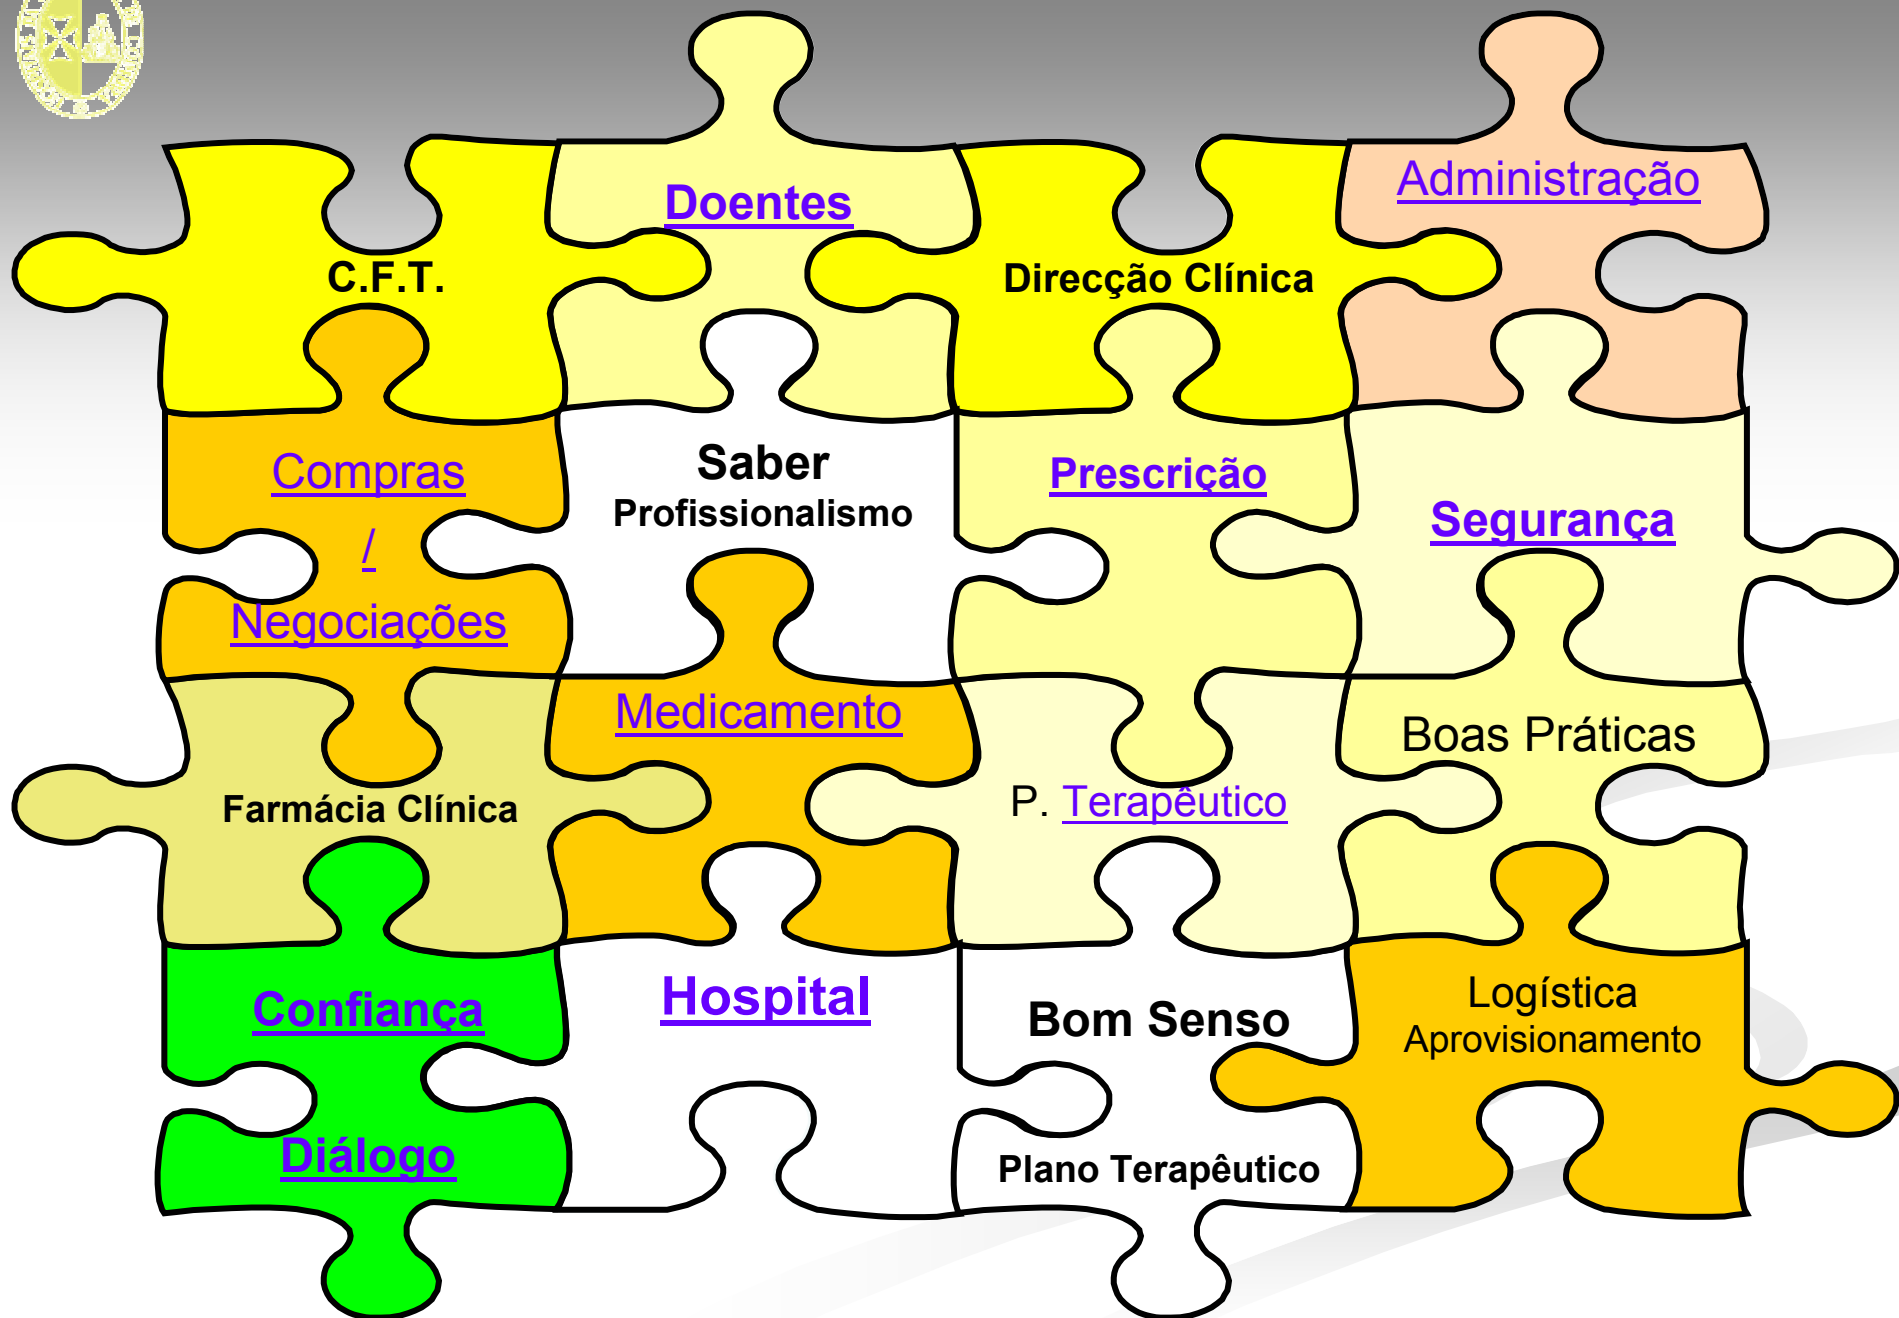 Doentes
Administração
C.F.T.
Direcção Clínica
Compras
/
Negociações
Saber
Profissionalismo
Prescrição
Segurança
Farmácia Clínica
Medicamento
P. Terapêutico
Boas Práticas
Confiança
Diálogo
Hospital
Bom Senso
Plano Terapêutico
Logística
Aprovisionamento